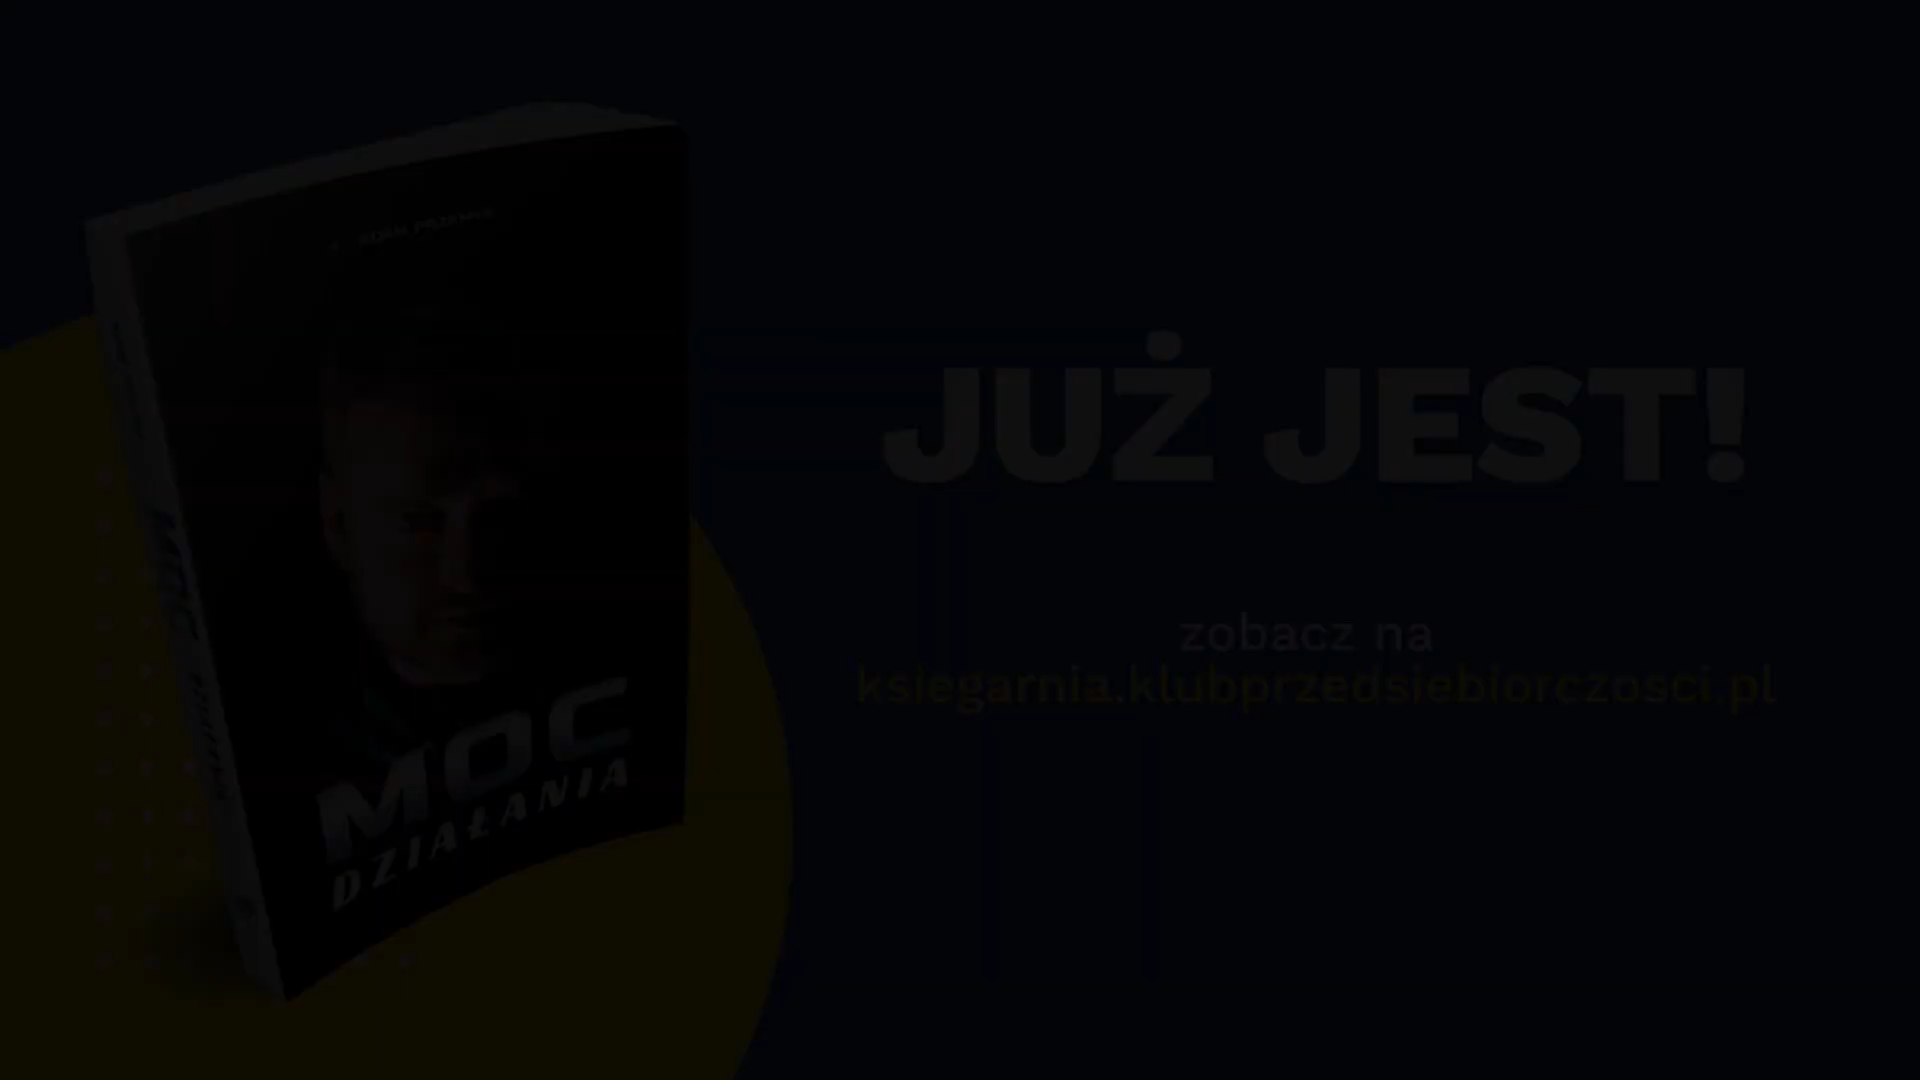 MOC
DZIAŁANIA
JUŻ JEST!
zobacz na
ksiegarnia.klubprzedsiebiorczosci.pl